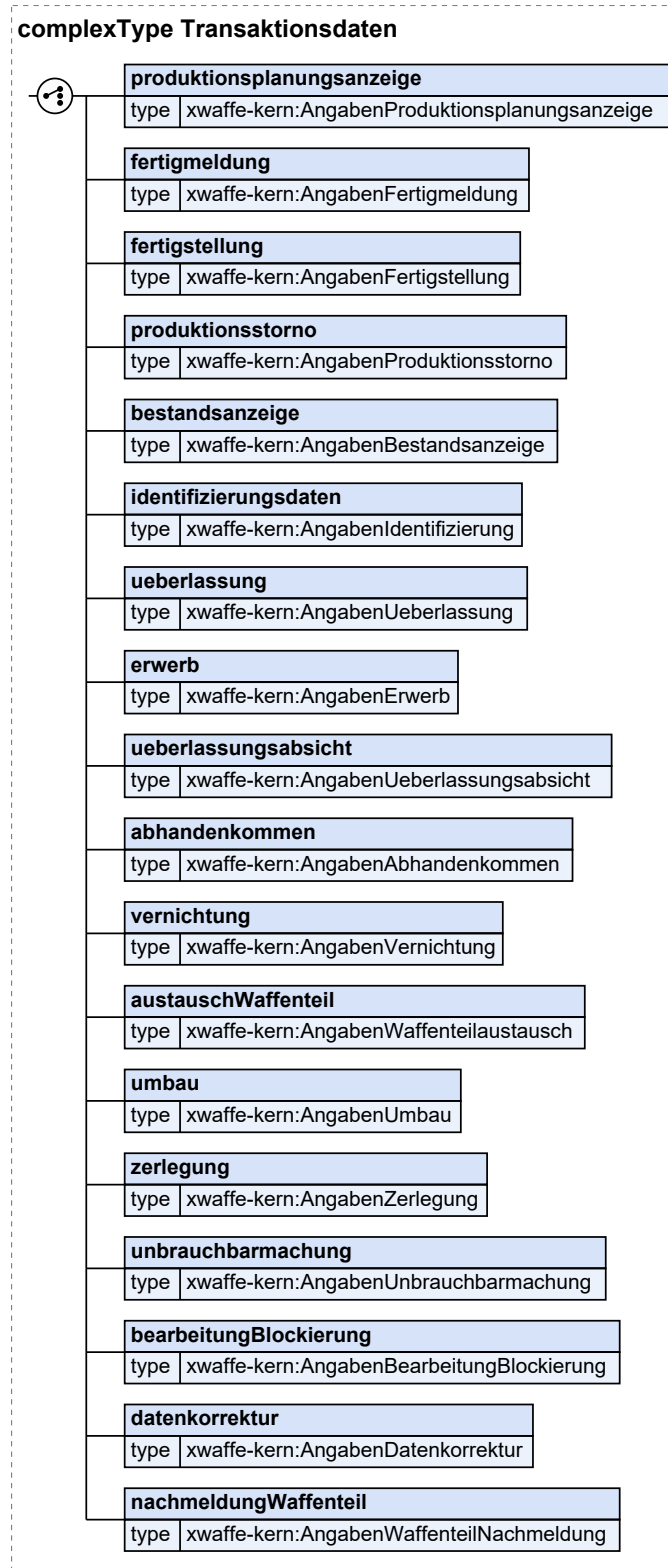 complexType Transaktionsdaten
produktionsplanungsanzeige
type xwaffe-kern:AngabenProduktionsplanungsanzeige
fertigmeldung
type xwaffe-kern:AngabenFertigmeldung
fertigstellung
type xwaffe-kern:AngabenFertigstellung
produktionsstorno
type xwaffe-kern:AngabenProduktionsstorno
bestandsanzeige
type xwaffe-kern:AngabenBestandsanzeige
identifizierungsdaten
type xwaffe-kern:AngabenIdentifizierung
ueberlassung
type xwaffe-kern:AngabenUeberlassung
erwerb
type xwaffe-kern:AngabenErwerb
ueberlassungsabsicht
type xwaffe-kern:AngabenUeberlassungsabsicht
abhandenkommen
type xwaffe-kern:AngabenAbhandenkommen
vernichtung
type xwaffe-kern:AngabenVernichtung
austauschWaffenteil
type xwaffe-kern:AngabenWaffenteilaustausch
umbau
type xwaffe-kern:AngabenUmbau
zerlegung
type xwaffe-kern:AngabenZerlegung
unbrauchbarmachung
type xwaffe-kern:AngabenUnbrauchbarmachung
bearbeitungBlockierung
type xwaffe-kern:AngabenBearbeitungBlockierung
datenkorrektur
type xwaffe-kern:AngabenDatenkorrektur
nachmeldungWaffenteil
type xwaffe-kern:AngabenWaffenteilNachmeldung